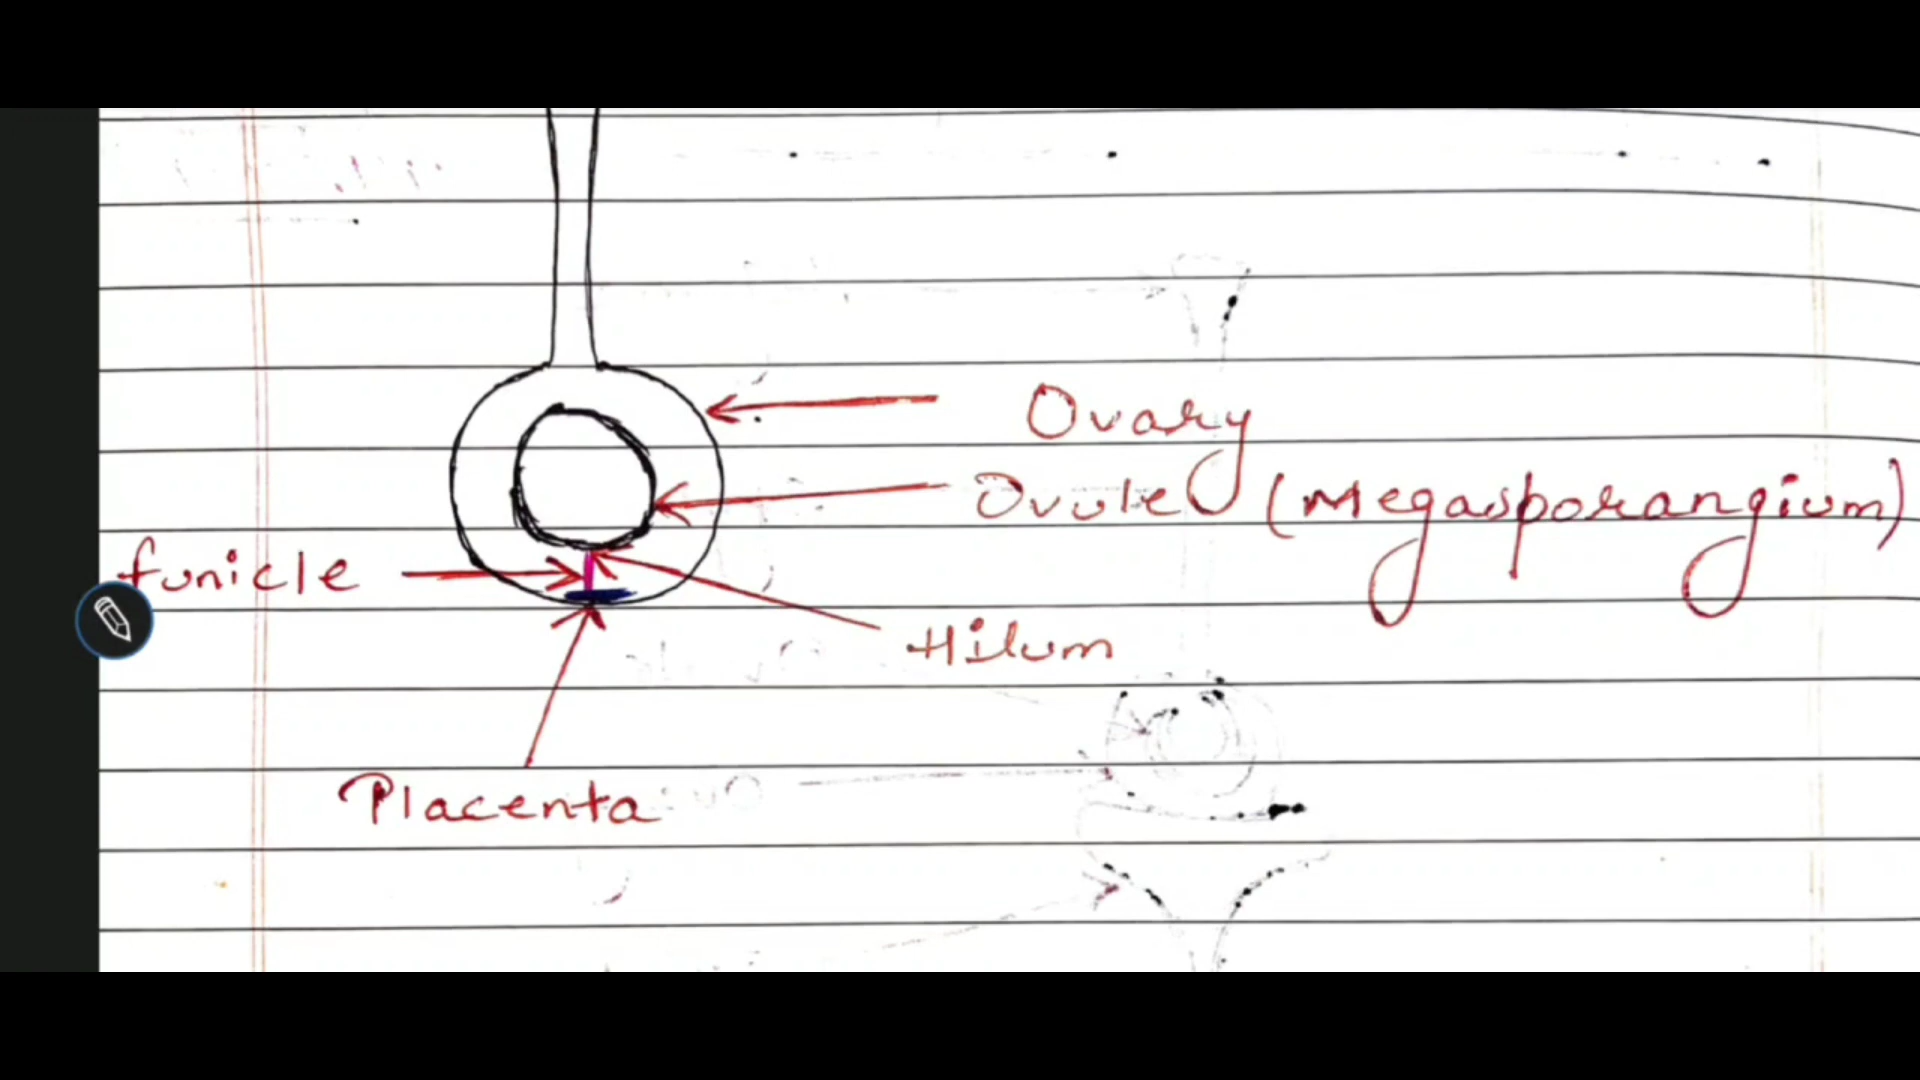 Ovary
Ovule (Megasporangium)
funicle
Hilum
Placenta